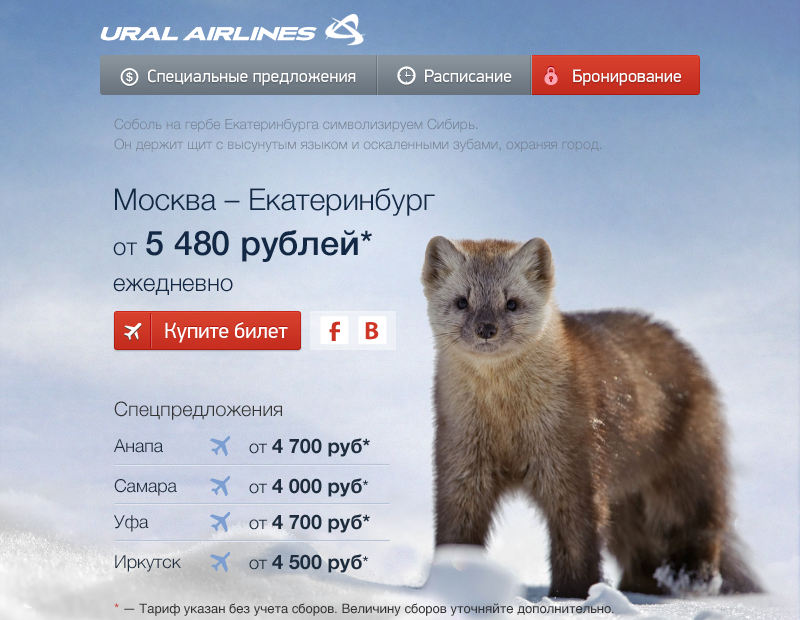 URAL AIRLINES
Специальные предложения
Расписание
Бронирование
Соболь на гербе Екатеринбурга символизируем Сибирь.
Он держит щит с высунутым языком и оскаленными зубами, охраняя город.
Москва – Екатеринбург
от 5 480 рублей*
ежедневно
Купите билет
f
В
Спецпредложения
Анапа от 4 700 руб*
Самара от 4 000 руб*
Уфа от 4 700 руб*
Иркутск от 4 500 руб*
* — Тариф указан без учета сборов. Величину сборов уточняйте дополнительно.